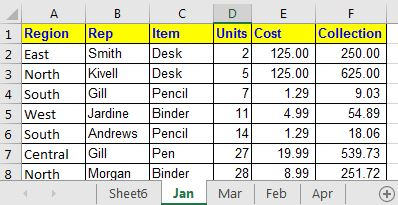 A B C D E F
1 Region Rep Item Units Cost Collection
2 East Smith Desk 2 125.00 250.00
3 North Kivell Desk 5 125.00 625.00
4 South Gill Pencil 7 1.29 9.03
5 West Jardine Binder 11 4.99 54.89
6 South Andrews Pencil 14 1.29 18.06
7 Central Gill Pen 27 19.99 539.73
8 North Morgan Binder 28 8.99 251.72
Sheet6 Jan Mar Feb Apr